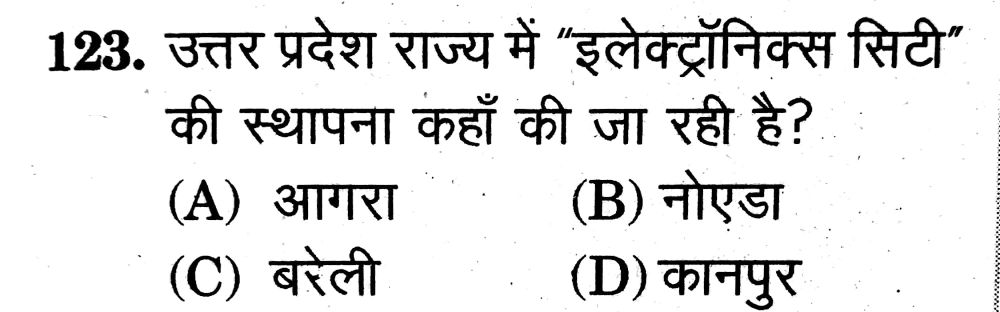 123. उत्तर प्रदेश राज्य में “इलेक्ट्रॉनिक्स सिटी”
की स्थापना कहाँ की जा रही है?
(A) आगरा (B) नोएडा
(C) बरेली (D) कानपुर